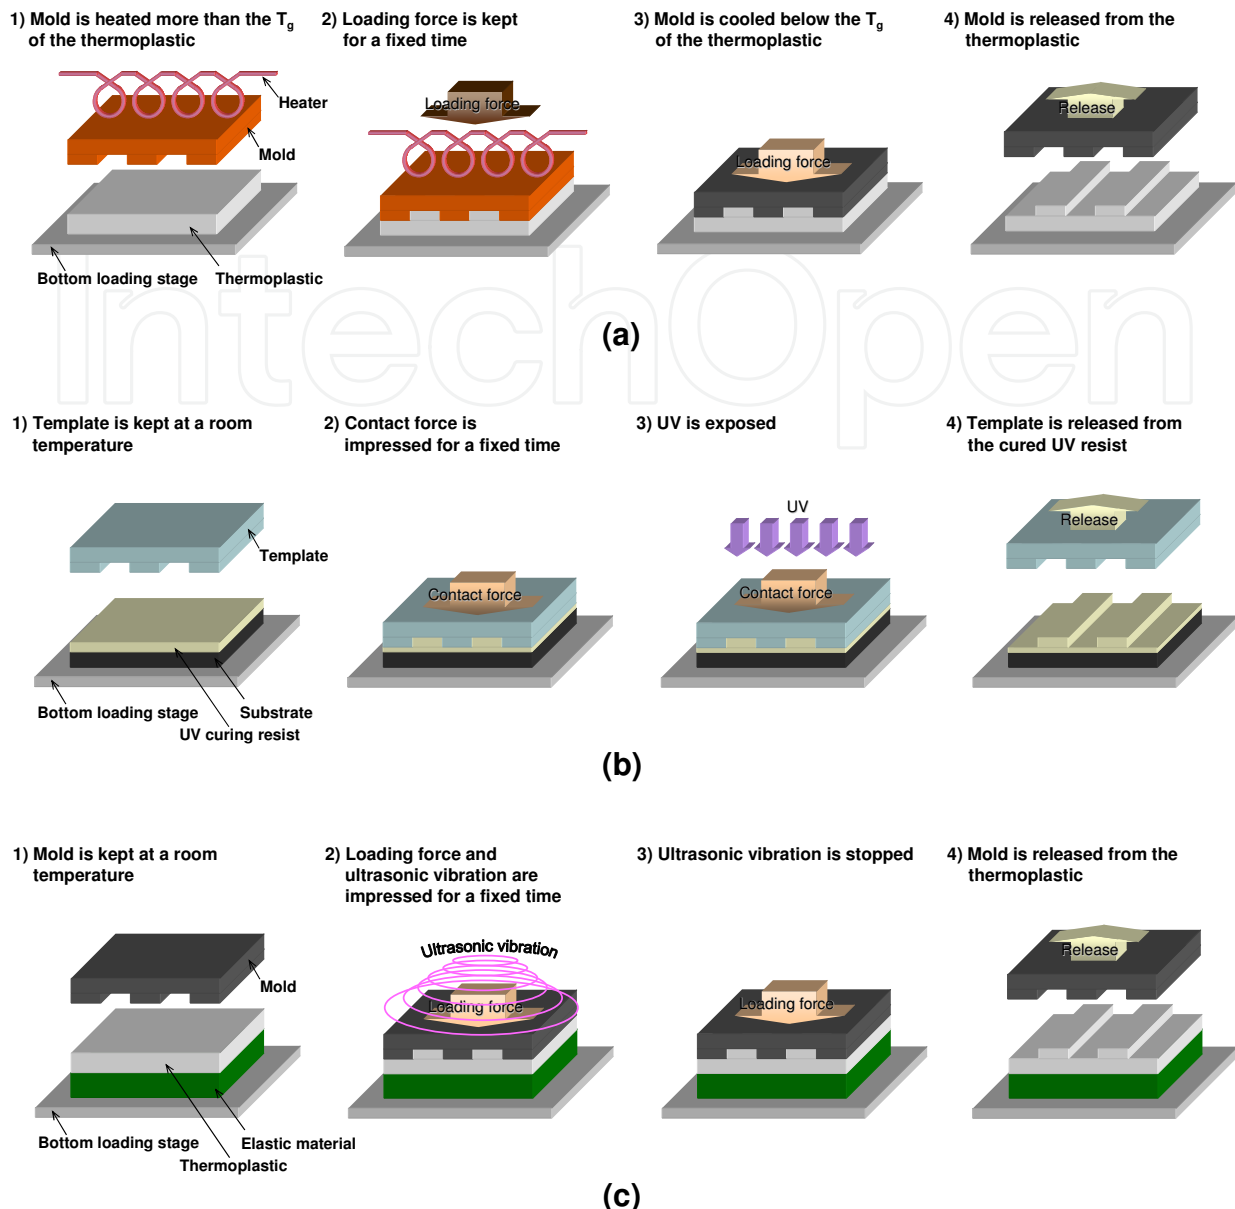 1) Mold is heated more than the Tg
of the thermoplastic
2) Loading force is kept
for a fixed time
3) Mold is cooled below the Tg
of the thermoplastic
4) Mold is released from the
thermoplastic
Heater
Mold
Bottom loading stage
Thermoplastic
Loading force
Loading force
Release
IntechOpen
(a)
1) Template is kept at a room
temperature
2) Contact force is
impressed for a fixed time
3) UV is exposed
4) Template is released from
the cured UV resist
Template
Bottom loading stage
Substrate
UV curing resist
Contact force
UV
Contact force
Release
(b)
1) Mold is kept at a room
temperature
2) Loading force and
ultrasonic vibration are
impressed for a fixed time
3) Ultrasonic vibration is stopped
4) Mold is released from the
thermoplastic
Mold
Bottom loading stage
Elastic material
Thermoplastic
Ultrasonic vibration
Loading force
Loading force
Release
(c)